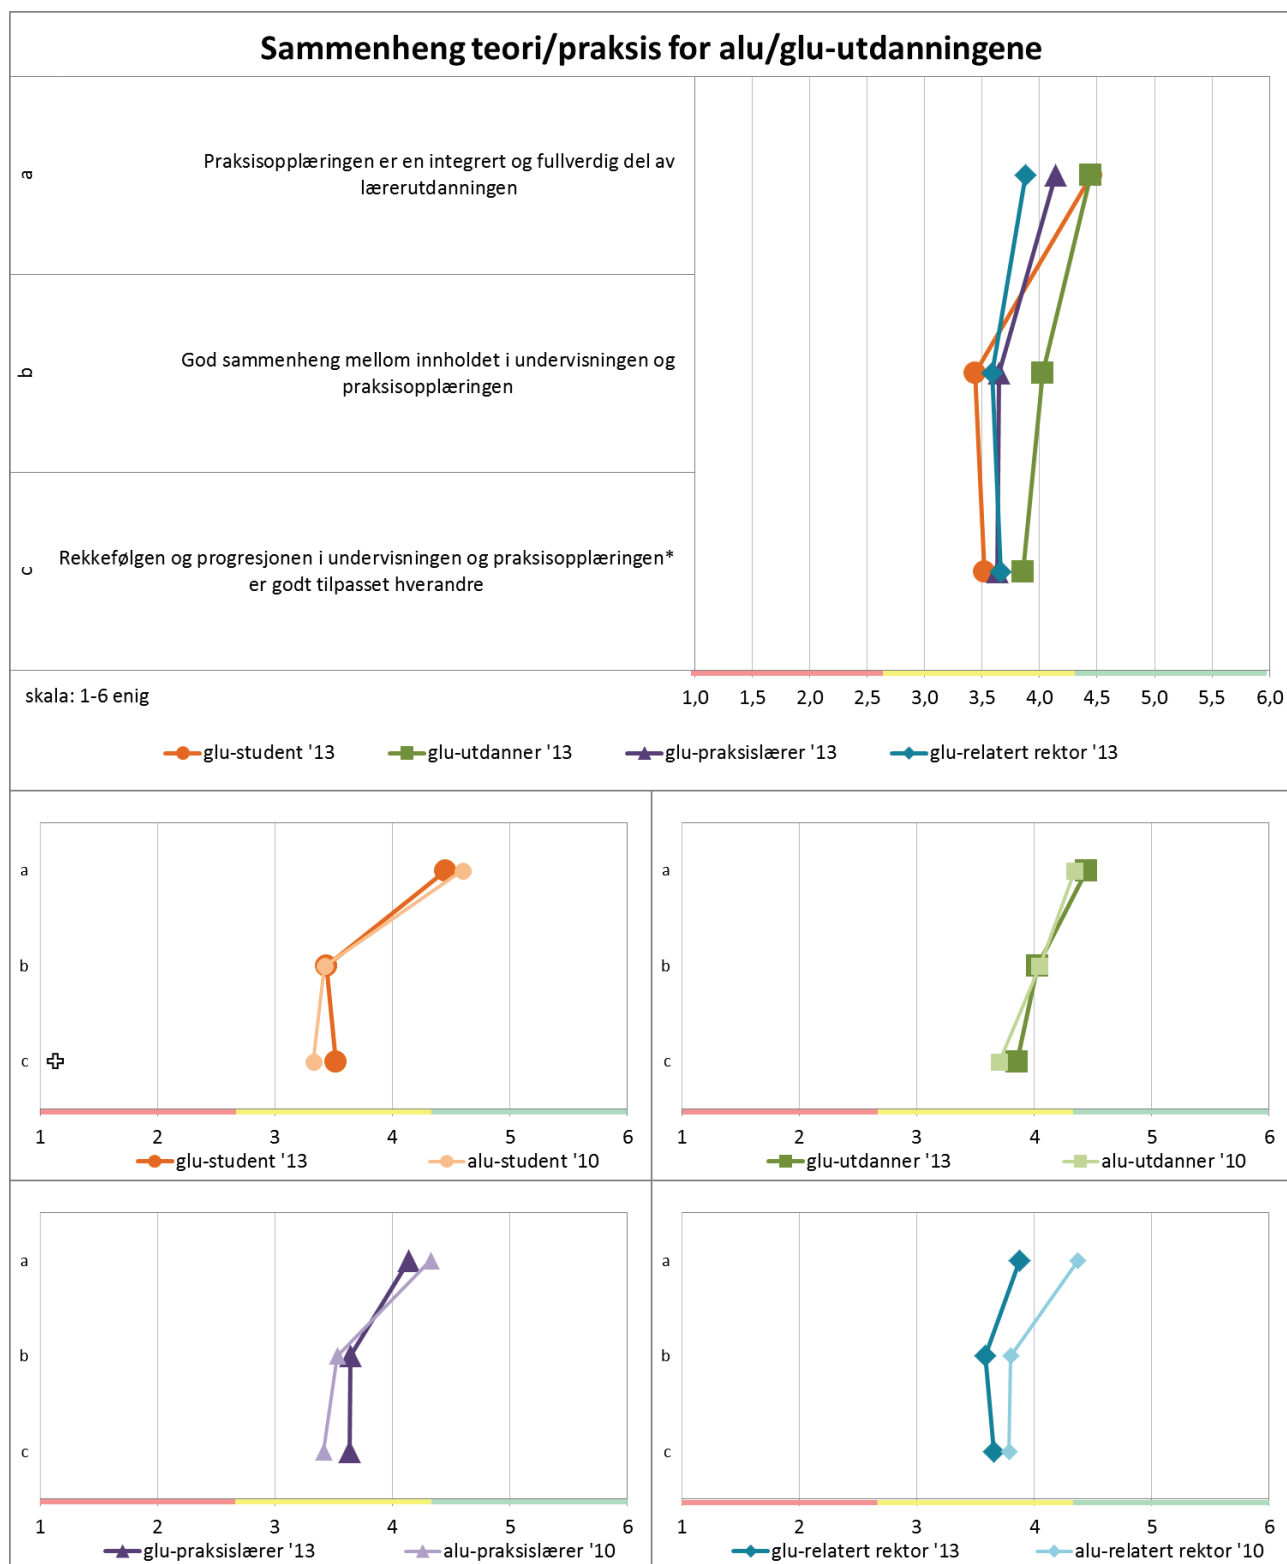 Sammenheng teori/praksis for alu/glu-utdanningene
a
Praksisopplæringen er en integrert og fullverdig del av
lærerutdanningen
b
God sammenheng mellom innholdet i undervisningen og
praksisopplæringen
c
Rekkefølgen og progresjonen i undervisningen og praksisopplæringen*
er godt tilpasset hverandre
skala: 1-6 enig
1,0 1,5 2,0 2,5 3,0 3,5 4,0 4,5 5,0 5,5 6,0
glu-student '13 glu-utdanner '13 glu-praksislærer '13 glu-relatert rektor '13
a
b
c
1 2 3 4 5 6
glu-student '13 alu-student '10
a
b
c
1 2 3 4 5 6
glu-utdanner '13 alu-utdanner '10
a
b
c
1 2 3 4 5 6
glu-praksislærer '13 alu-praksislærer '10
a
b
c
1 2 3 4 5 6
glu-relatert rektor '13 alu-relatert rektor '10